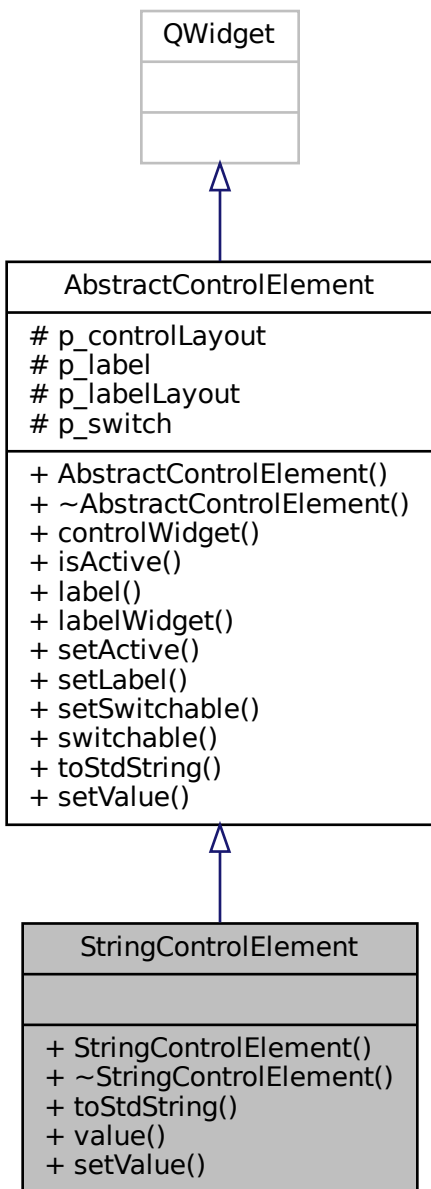 QWidget
AbstractControlElement
# p_controlLayout
# p_label
# p_labelLayout
# p_switch
+ AbstractControlElement()
+ ~AbstractControlElement()
+ controlWidget()
+ isActive()
+ label()
+ labelWidget()
+ setActive()
+ setLabel()
+ setSwitchable()
+ switchable()
+ toStdString()
+ setValue()
StringControlElement
+ StringControlElement()
+ ~StringControlElement()
+ toStdString()
+ value()
+ setValue()